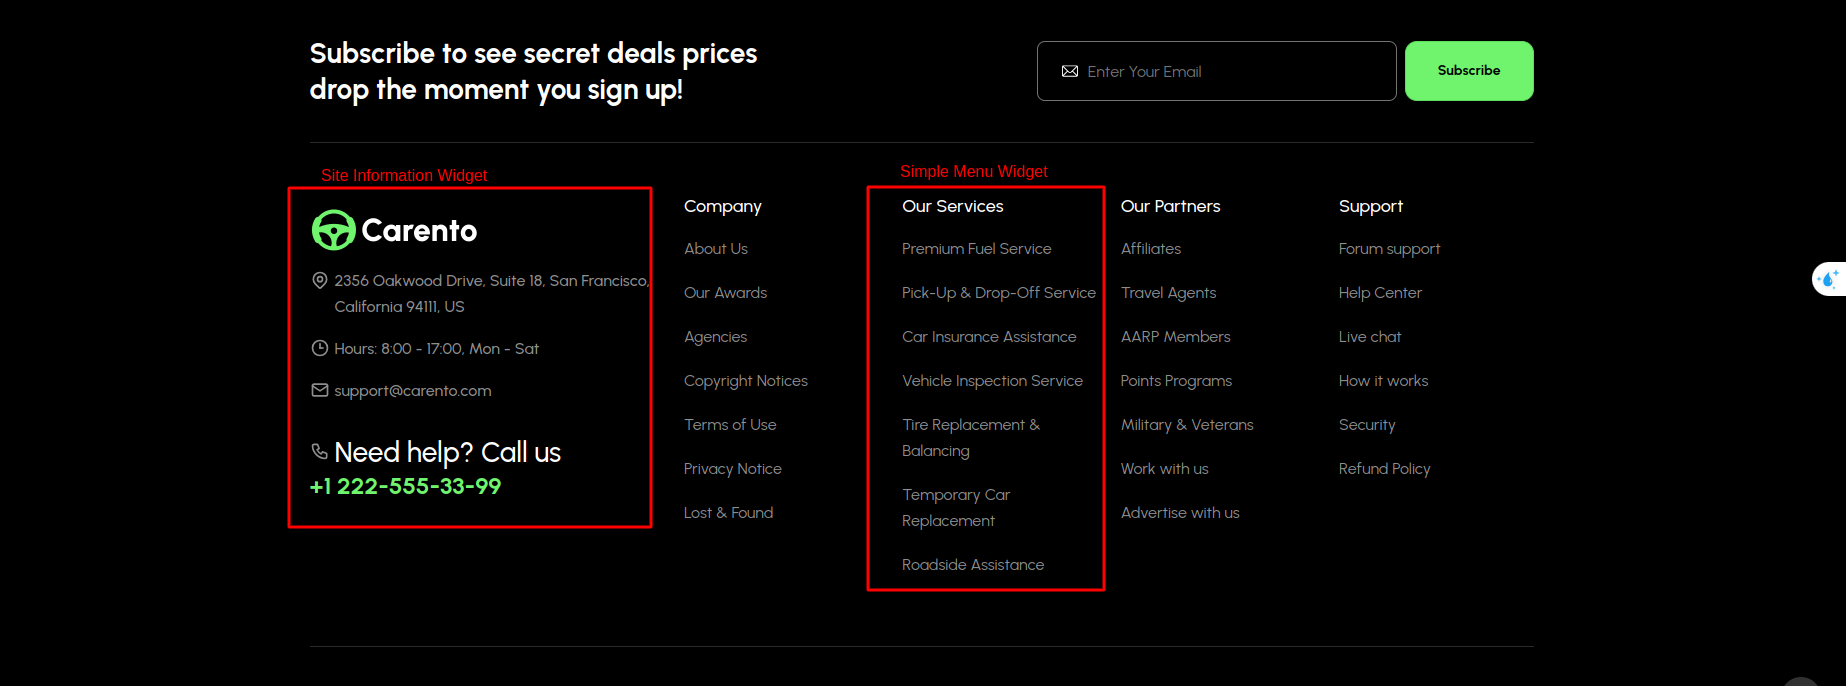 Subscribe to see secret deals prices
drop the moment you sign up!
Enter Your Email
Subscribe
Site Information Widget
Carento
2356 Oakwood Drive, Suite 18, San Francisco,
California 94111, US
Hours: 8:00 - 17:00, Mon - Sat
support@carento.com
Need help? Call us
+1 222-555-33-99
Company
About Us
Our Awards
Agencies
Copyright Notices
Terms of Use
Privacy Notice
Lost & Found
Simple Menu Widget
Our Services
Premium Fuel Service
Pick-Up & Drop-Off Service
Car Insurance Assistance
Vehicle Inspection Service
Tire Replacement &
Balancing
Temporary Car
Replacement
Roadside Assistance
Our Partners
Affiliates
Travel Agents
AARP Members
Points Programs
Military & Veterans
Work with us
Advertise with us
Support
Forum support
Help Center
Live chat
How it works
Security
Refund Policy